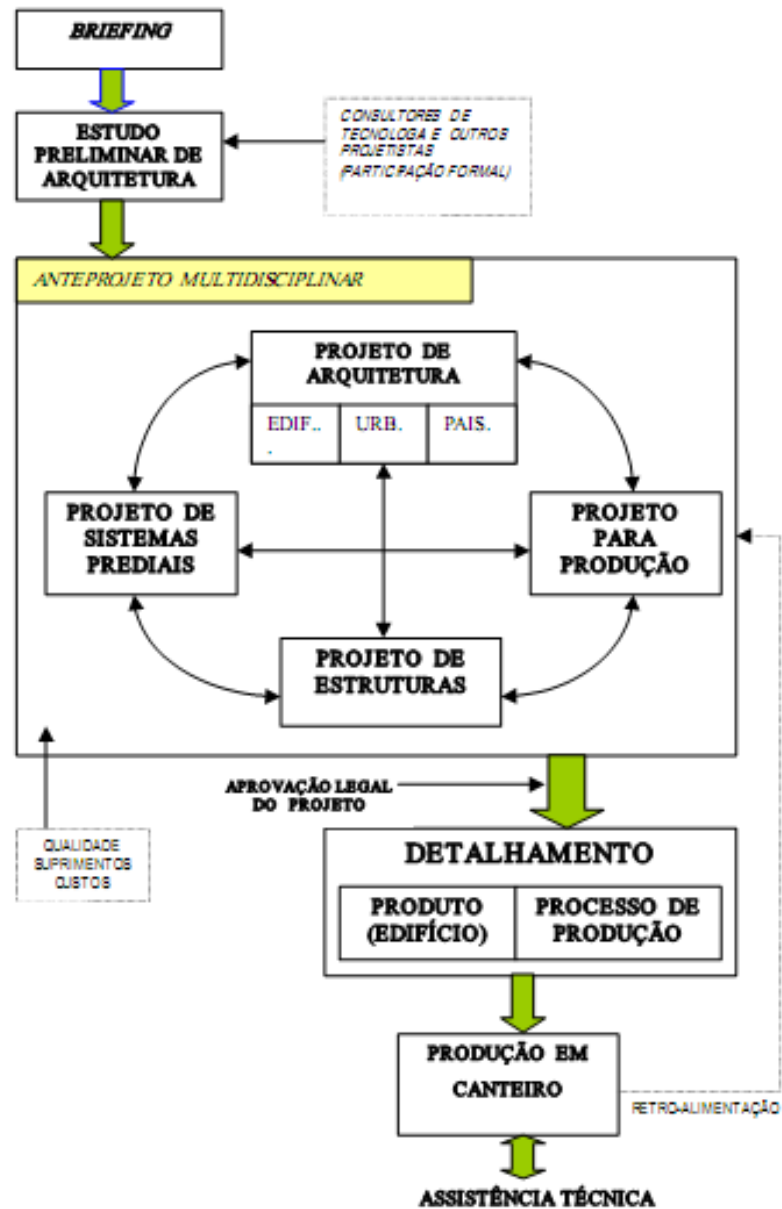 BRIEFING
ESTUDO
PRELIMINAR DE
ARQUITETURA
CONSULTORES DE
TECNOLOGA E OUTROS
PROJETISTAS
(PARTICIPAÇÃO FORMAL)
ANTEPROJETO MULTIDISCIPLINAR
PROJETO DE
ARQUITETURA
EDIF..
.
URB.
PAIS.
PROJETO DE
SISTEMAS
PREDIAIS
PROJETO
PARA
PRODUÇÃO
PROJETO DE
ESTRUTURAS
APROVAÇÃO LEGAL
DO PROJETO
QUALIDADE
SUPRIMENTOS
CUSTOS
DETALHAMENTO
PRODUTO
(EDIFÍCIO)
PROCESSO DE
PRODUÇÃO
PRODUÇÃO EM
CANTEIRO
RETRO-ALIMENTAÇÃO
ASSISTÊNCIA TÉCNICA